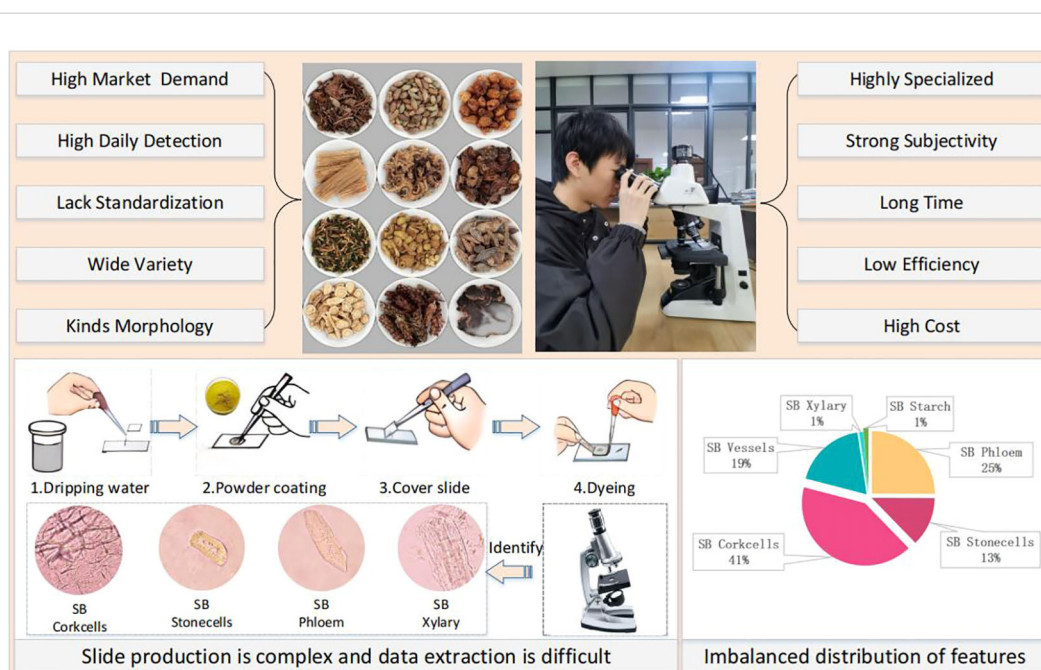 High Market Demand
High Daily Detection
Lack Standardization
Wide Variety
Kinds Morphology
Highly Specialized
Strong Subjectivity
Long Time
Low Efficiency
High Cost
1.Dripping water
2.Powder coating
3.Cover slide
4.Dyeing
Identify
SB
Corkcells
SB
Stonecells
SB
Phloem
SB
Xylary
Slide production is complex and data extraction is difficult
SB Xylary
1%
SB Starch
1%
SB Vessels
19%
SB Phloem
25%
SB Corkcells
41%
SB Stonecells
13%
Imbalanced distribution of features